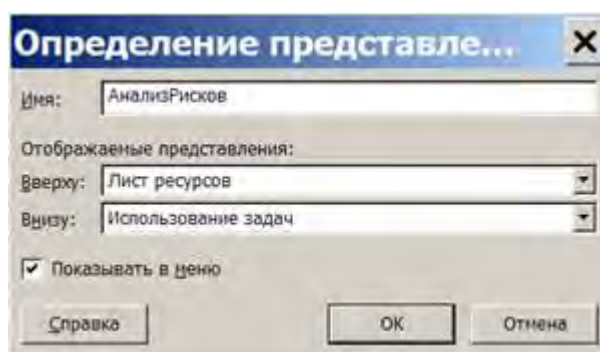 Определение представле...
Имя: АнализРисков
Отображаемые представления:
Вверху: Лист ресурсов
Внизу: Использование задач
Показывать в меню
Справка ОК Отмена